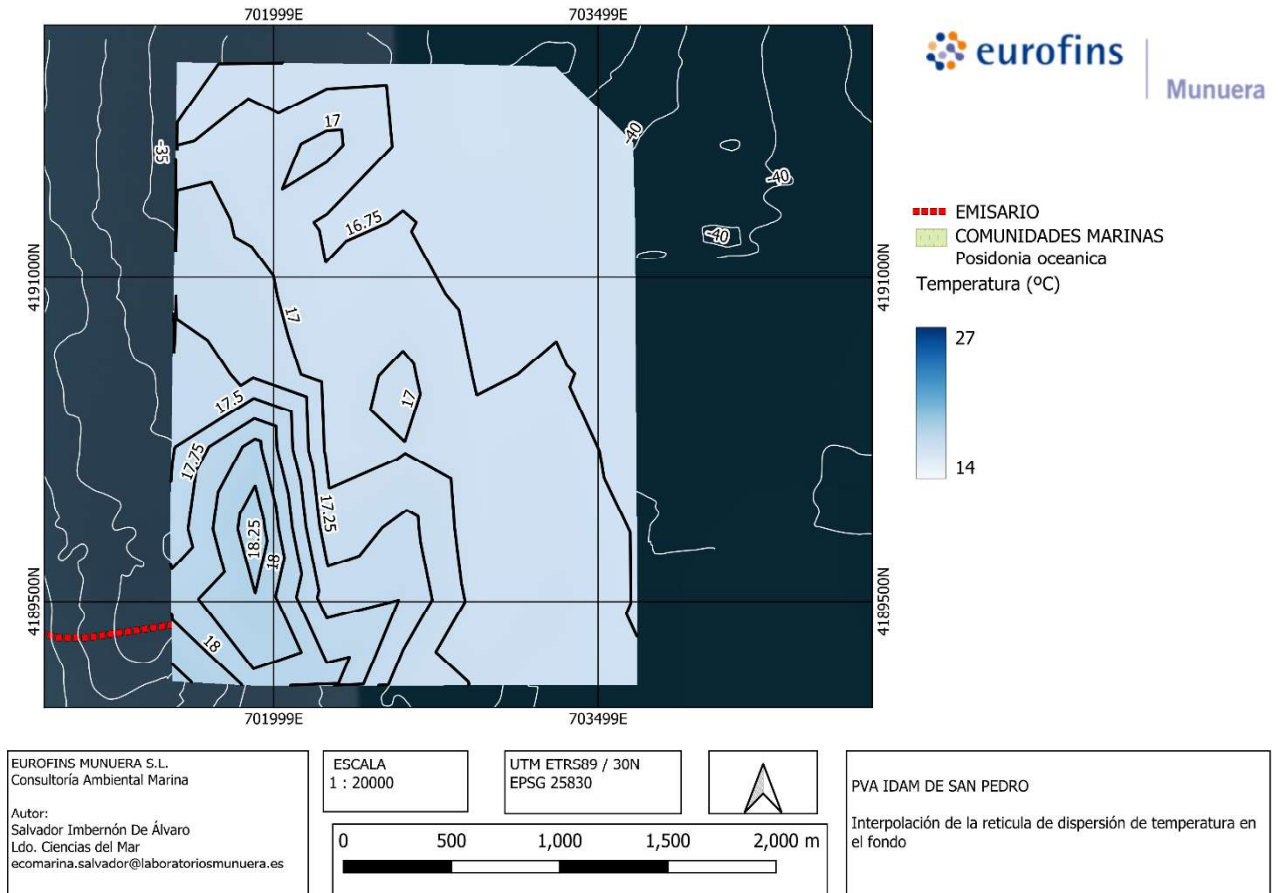 701999E
703499E
eurofins
Munuera
17
-40
-35
-40
16.75
-40
4191000N
4191000N
17
17
17.5
17.75
17.25
18.25
18
4189500N
4189500N
18
701999E
703499E
EMISARIO
COMUNIDADES MARINAS
Posidonia oceanica
Temperatura (ºC)
27
14
EUROFINS MUNUERA S.L.
Consultoría Ambiental Marina
Autor:
Salvador Imbernón De Álvaro
Ldo. Ciencias del Mar
ecomarina.salvador@laboratoriosmunuera.es
ESCALA
1 : 20000
UTM ETRS89 / 30N
EPSG 25830
0 500 1,000 1,500 2,000 m
PVA IDAM DE SAN PEDRO
Interpolación de la reticula de dispersión de temperatura en
el fondo